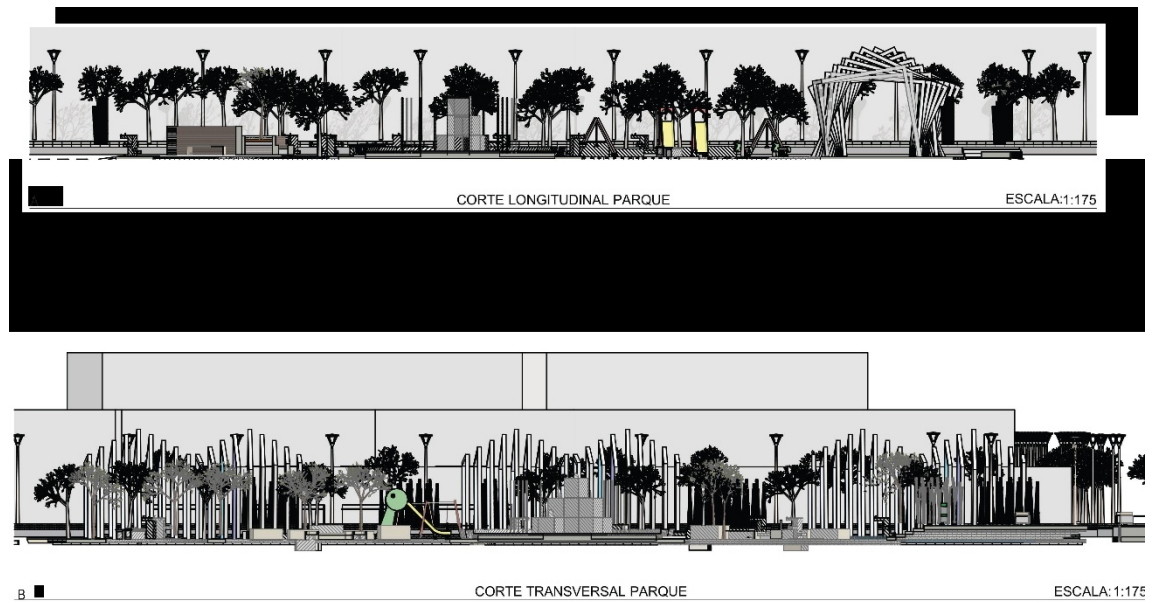 CORTE LONGITUDINAL PARQUE
ESCALA:1:175
B
CORTE TRANSVERSAL PARQUE
ESCALA:1:175